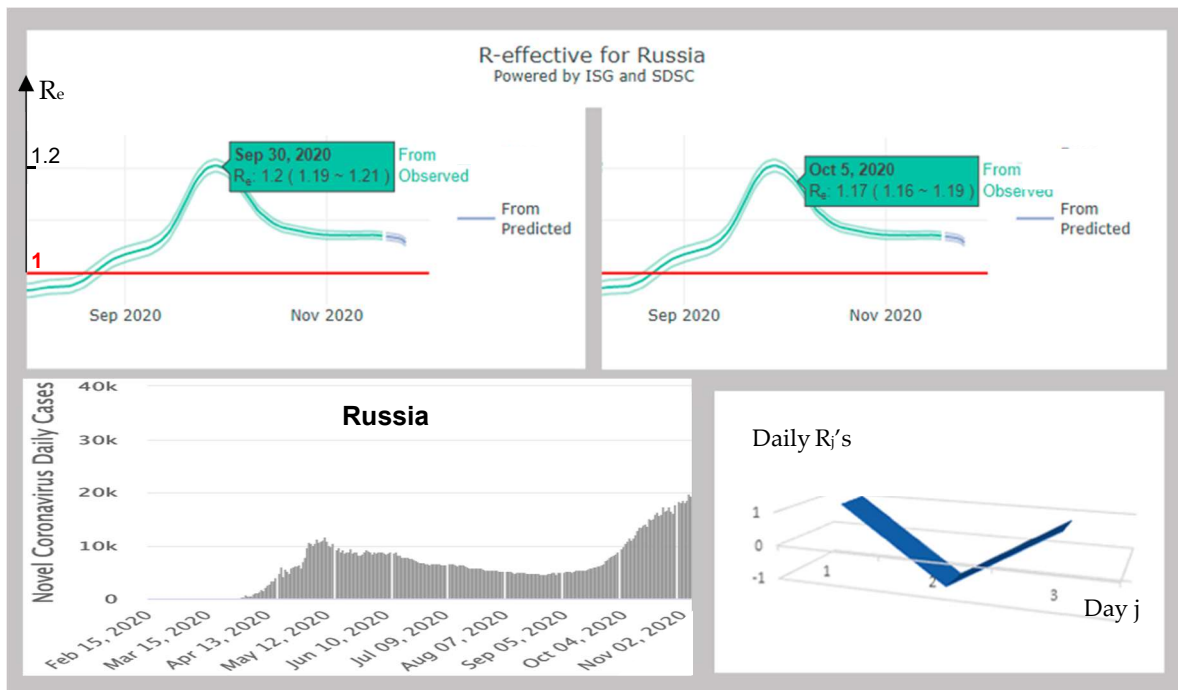 R-effective for Russia
Powered by ISG and SDSC
Rₑ
1.2
1
Sep 30, 2020
Rₑ: 1.2 ( 1.19 ~ 1.21 )
From
Observed
From
Predicted
Sep 2020
Nov 2020
Oct 5, 2020
Rₑ: 1.17 ( 1.16 ~ 1.19 )
From
Observed
From
Predicted
Sep 2020
Nov 2020
Novel Coronavirus Daily Cases
Russia
40k
30k
20k
10k
0
Feb 15, 2020
Mar 15, 2020
Apr 13, 2020
May 12, 2020
Jun 10, 2020
Jul 09, 2020
Aug 07, 2020
Sep 05, 2020
Oct 04, 2020
Nov 02, 2020
Daily Rⱼ's
1
0
-1
1
2
3
Day j